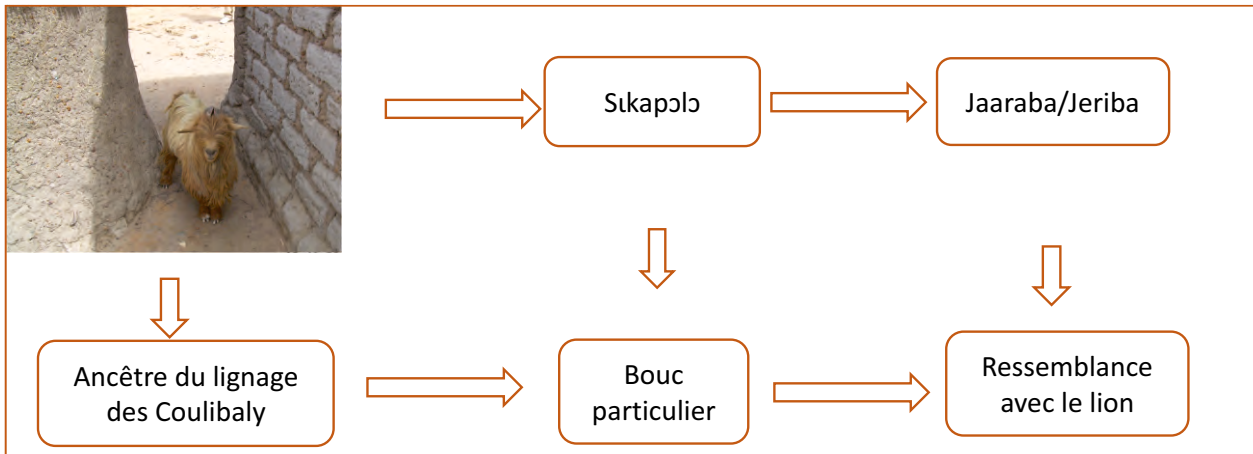 Sɩkapɔlɔ
Jaaraba/Jeriba
Ancêtre du lignage
des Coulibaly
Bouc
particulier
Ressemblance
avec le lion